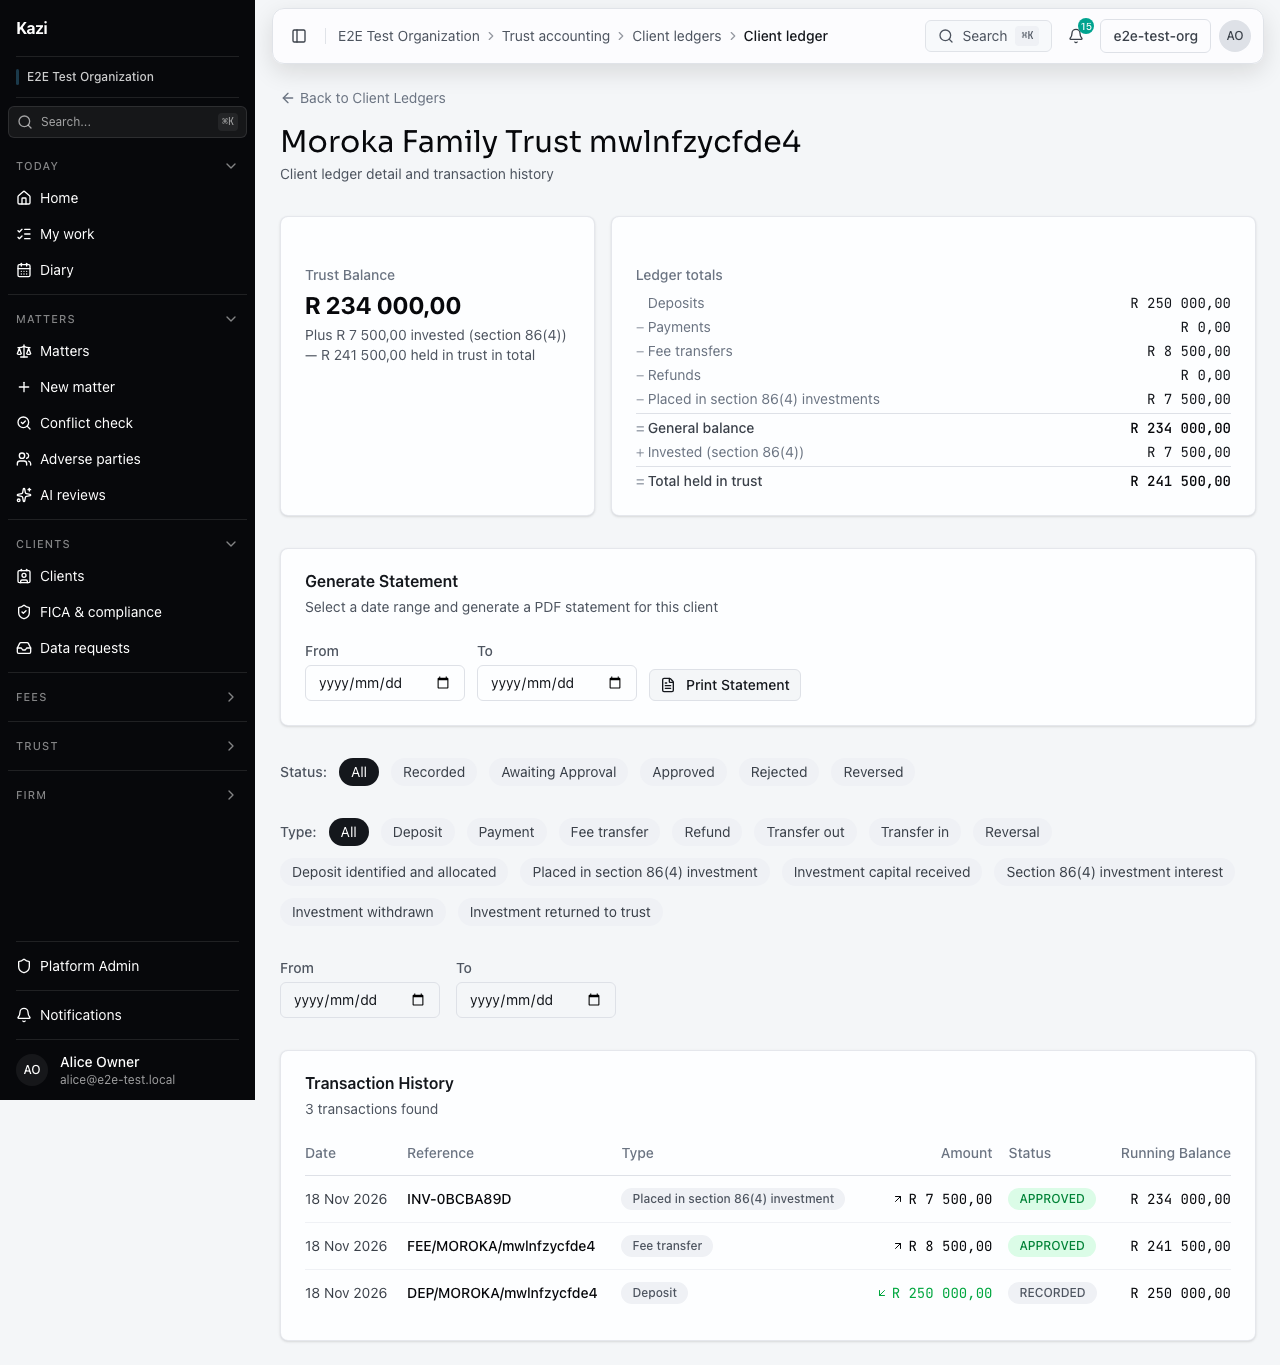 Kazi
E2E Test Organization
Search...
⌘K
TODAY
Home
My work
Diary
MATTERS
Matters
New matter
Conflict check
Adverse parties
AI reviews
CLIENTS
Clients
FICA & compliance
Data requests
FEES
TRUST
FIRM
Platform Admin
Notifications
AO
Alice Owner
alice@e2e-test.local
E2E Test Organization
Trust accounting
Client ledgers
Client ledger
Search ⌘K
15
e2e-test-org
AO
Back to Client Ledgers
Moroka Family Trust mwlnfzycfde4
Client ledger detail and transaction history
Trust Balance
R 234 000,00
Plus R 7 500,00 invested (section 86(4))
— R 241 500,00 held in trust in total
Ledger totals
Deposits R 250 000,00
− Payments R 0,00
− Fee transfers R 8 500,00
− Refunds R 0,00
− Placed in section 86(4) investments R 7 500,00
= General balance R 234 000,00
+ Invested (section 86(4)) R 7 500,00
= Total held in trust R 241 500,00
Generate Statement
Select a date range and generate a PDF statement for this client
From To
yyyy/mm/dd yyyy/mm/dd Print Statement
Status: All Recorded Awaiting Approval Approved Rejected Reversed
Type: All Deposit Payment Fee transfer Refund Transfer out Transfer in Reversal
Deposit identified and allocated Placed in section 86(4) investment Investment capital received Section 86(4) investment interest
Investment withdrawn Investment returned to trust
From To
yyyy/mm/dd yyyy/mm/dd
Transaction History
3 transactions found
Date Reference Type Amount Status Running Balance
18 Nov 2026 INV-0BCBA89D Placed in section 86(4) investment R 7 500,00 APPROVED R 234 000,00
18 Nov 2026 FEE/MOROKA/mwlnfzycfde4 Fee transfer R 8 500,00 APPROVED R 241 500,00
18 Nov 2026 DEP/MOROKA/mwlnfzycfde4 Deposit R 250 000,00 RECORDED R 250 000,00